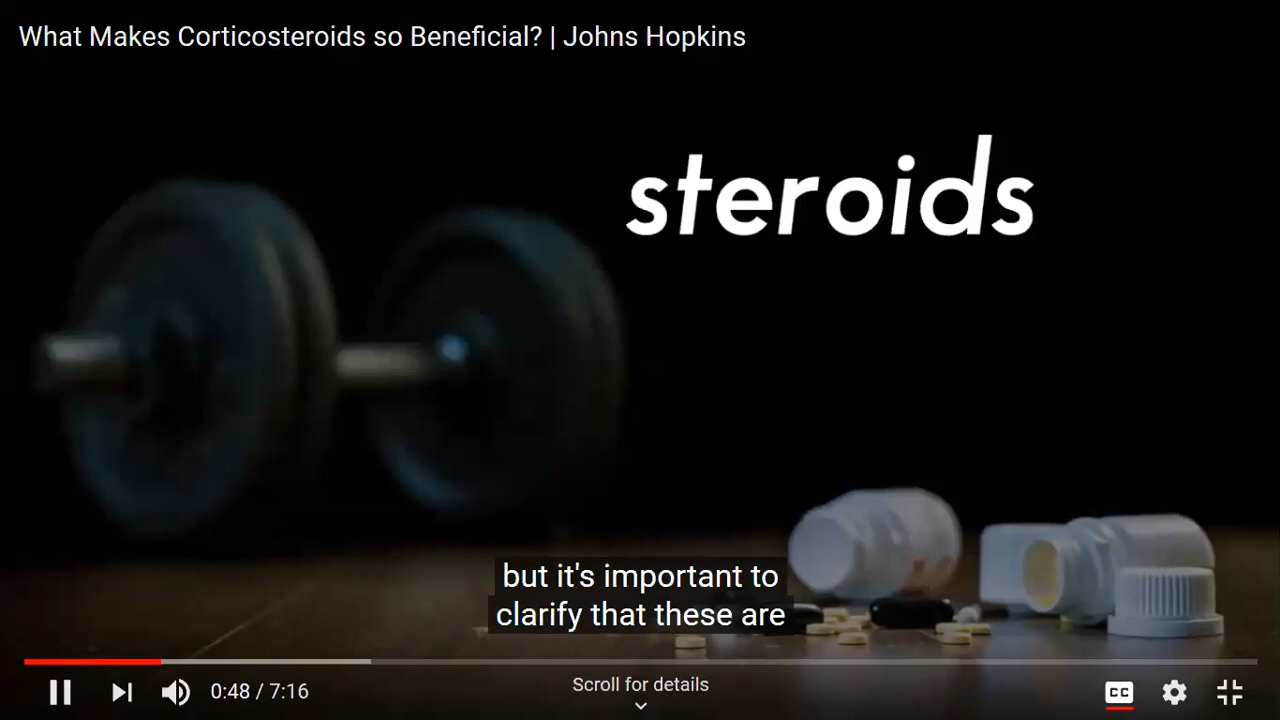 What Makes Corticosteroids so Beneficial? | Johns Hopkins
steroids
but it's important to
clarify that these are
0:48 / 7:16
Scroll for details
CC